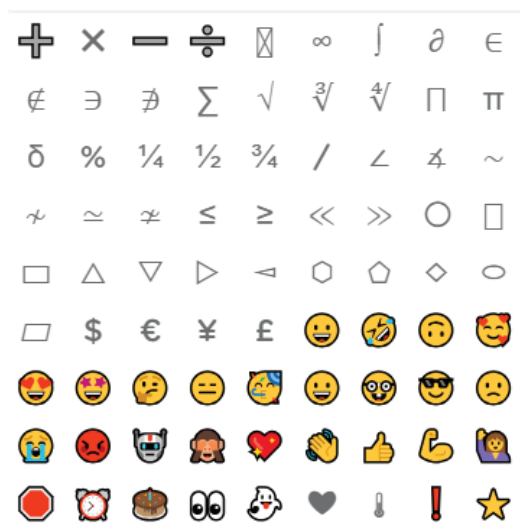 ➕ ✕ ➖ ➗ ∞ ∫ ∂ ∈
∉ ∋ ∌ ∑ √ ∛ ∜ ∏ π
δ % ¼ ½ ¾ / ∠ ∡ ∼
≁ ≃ ≄ ≤ ≥ ≪ ≫ ○ ▯
▭ △ ▽ ▷ ◅ ⬡ ⬠ ◇ ⬭
▱ $ € ¥ £ 😀 🤣 🙃 🥰
😍 🤩 🤔 😑 🥳 😀 🤓 😎 🙁
😭 😡 🤖 🙈 💖 👋 👍 💪 🙋‍♀️
🛑 ⏰ 🎂 👀 👻 ♥ 🌡 ❗ ⭐